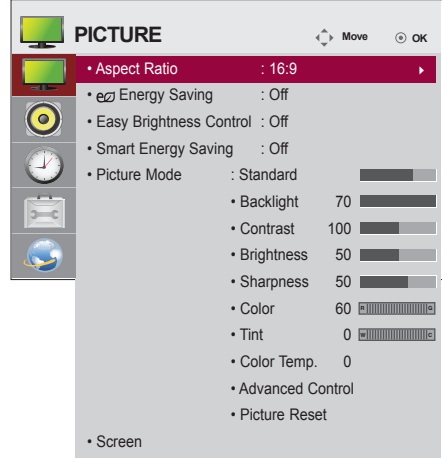 PICTURE Move OK
• Aspect Ratio : 16:9
• Energy Saving : Off
• Easy Brightness Control : Off
• Smart Energy Saving : Off
• Picture Mode : Standard
• Backlight 70
• Contrast 100
• Brightness 50
• Sharpness 50
• Color 60 R G
• Tint 0 W C
• Color Temp. 0
• Advanced Control
• Picture Reset
• Screen